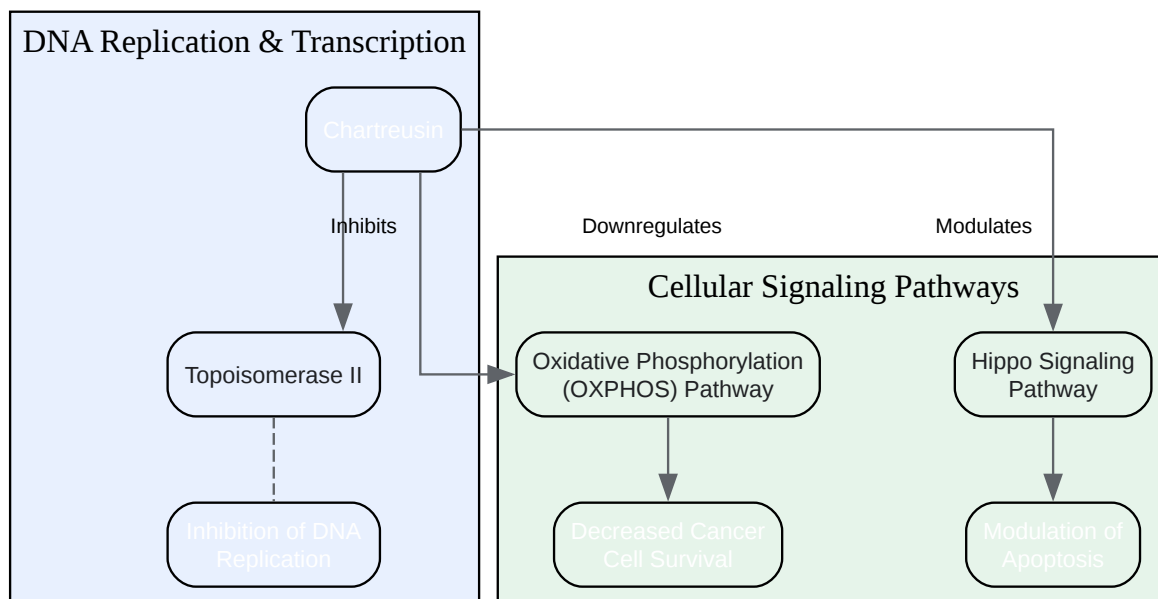 DNA Replication & Transcription
Chartreusin
Inhibits
Downregulates
Modulates
Cellular Signaling Pathways
Topoisomerase II
Oxidative Phosphorylation
(OXPHOS) Pathway
Hippo Signaling
Pathway
Inhibition of DNA
Replication
Decreased Cancer
Cell Survival
Modulation of
Apoptosis